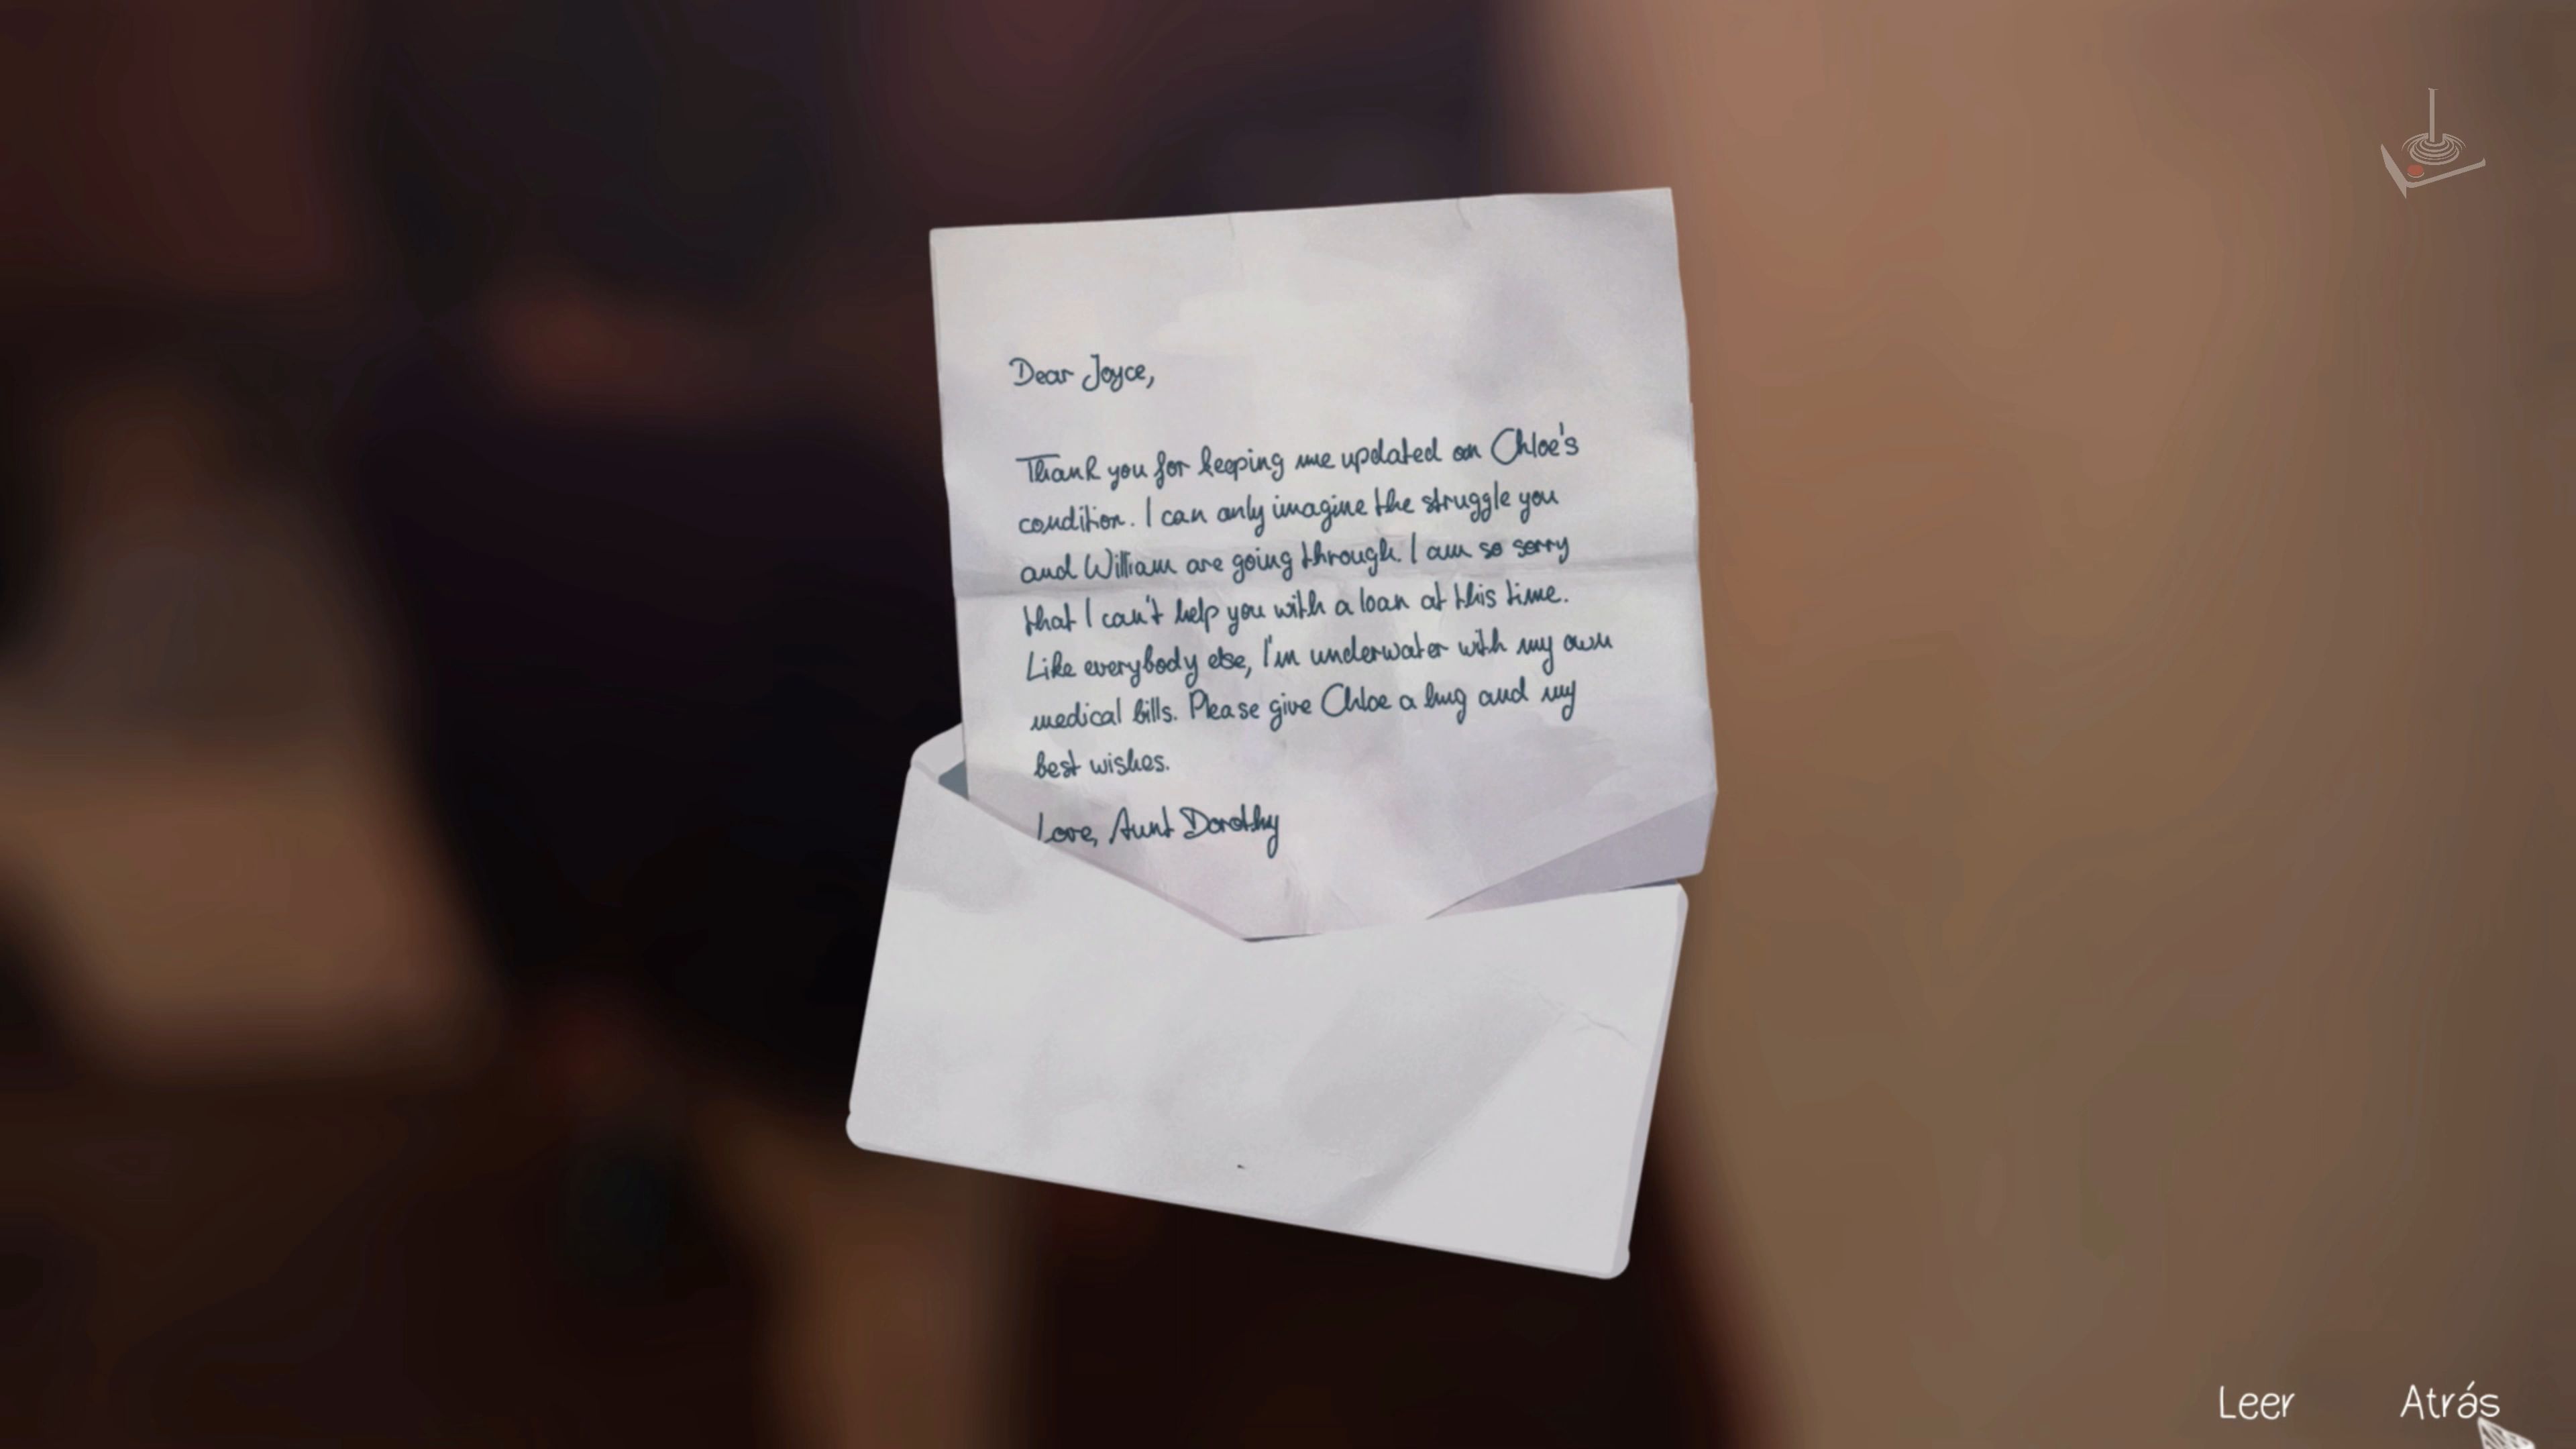 Dear Joyce,
Thank you for keeping me updated on Chloe's
condition. I can only imagine the struggle you
and William are going through. I am so sorry
that I can't help you with a loan at this time.
Like everybody else, I'm underwater with my own
medical bills. Please give Chloe a hug and my
best wishes.
Love, Aunt Dorothy
Leer
Atrás